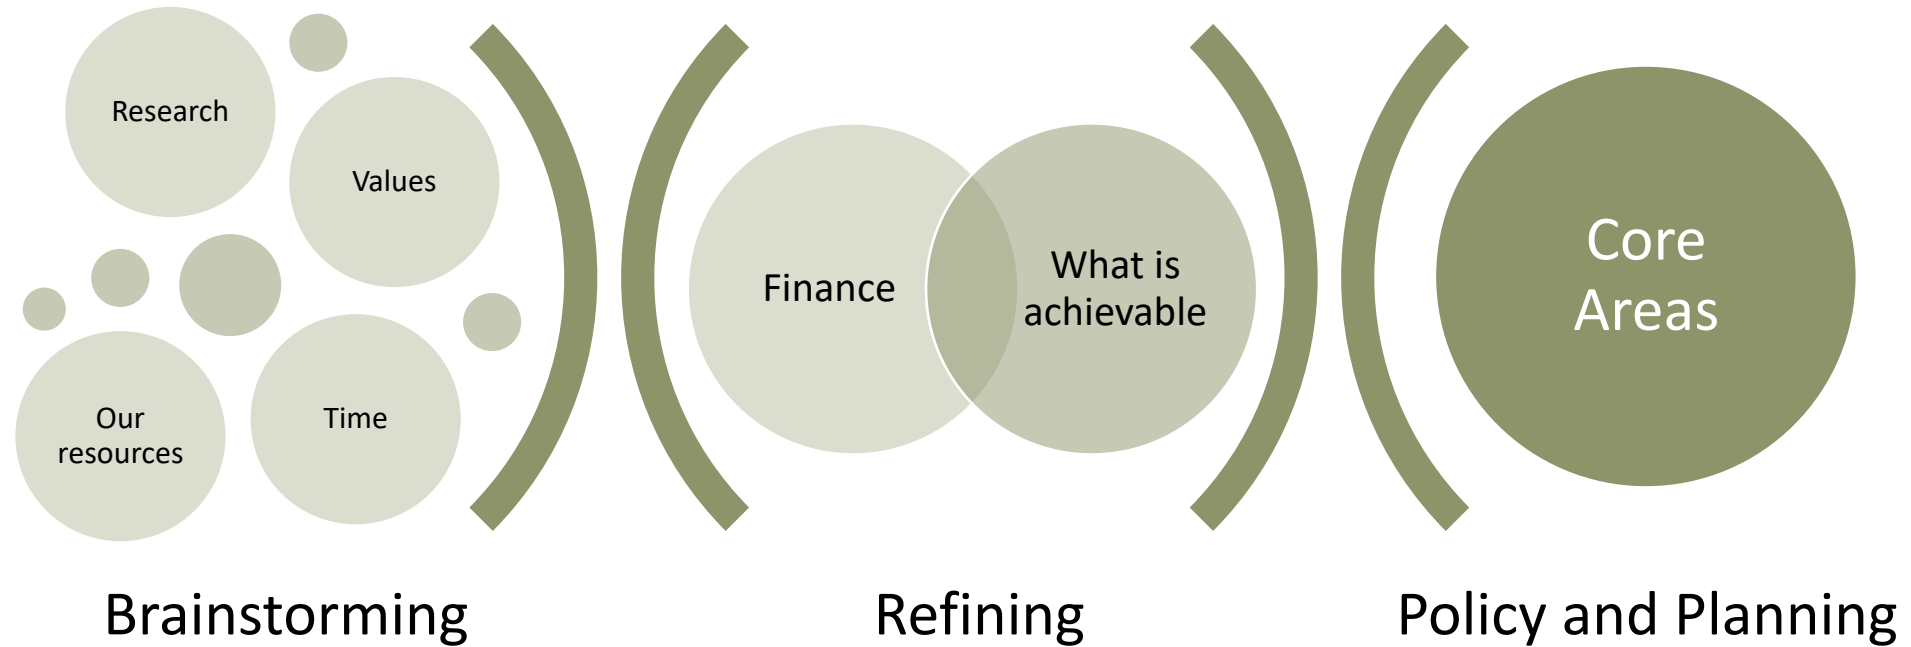 Research
Values
Our
resources
Time
Brainstorming
Finance
What is
achievable
Refining
Core
Areas
Policy and Planning